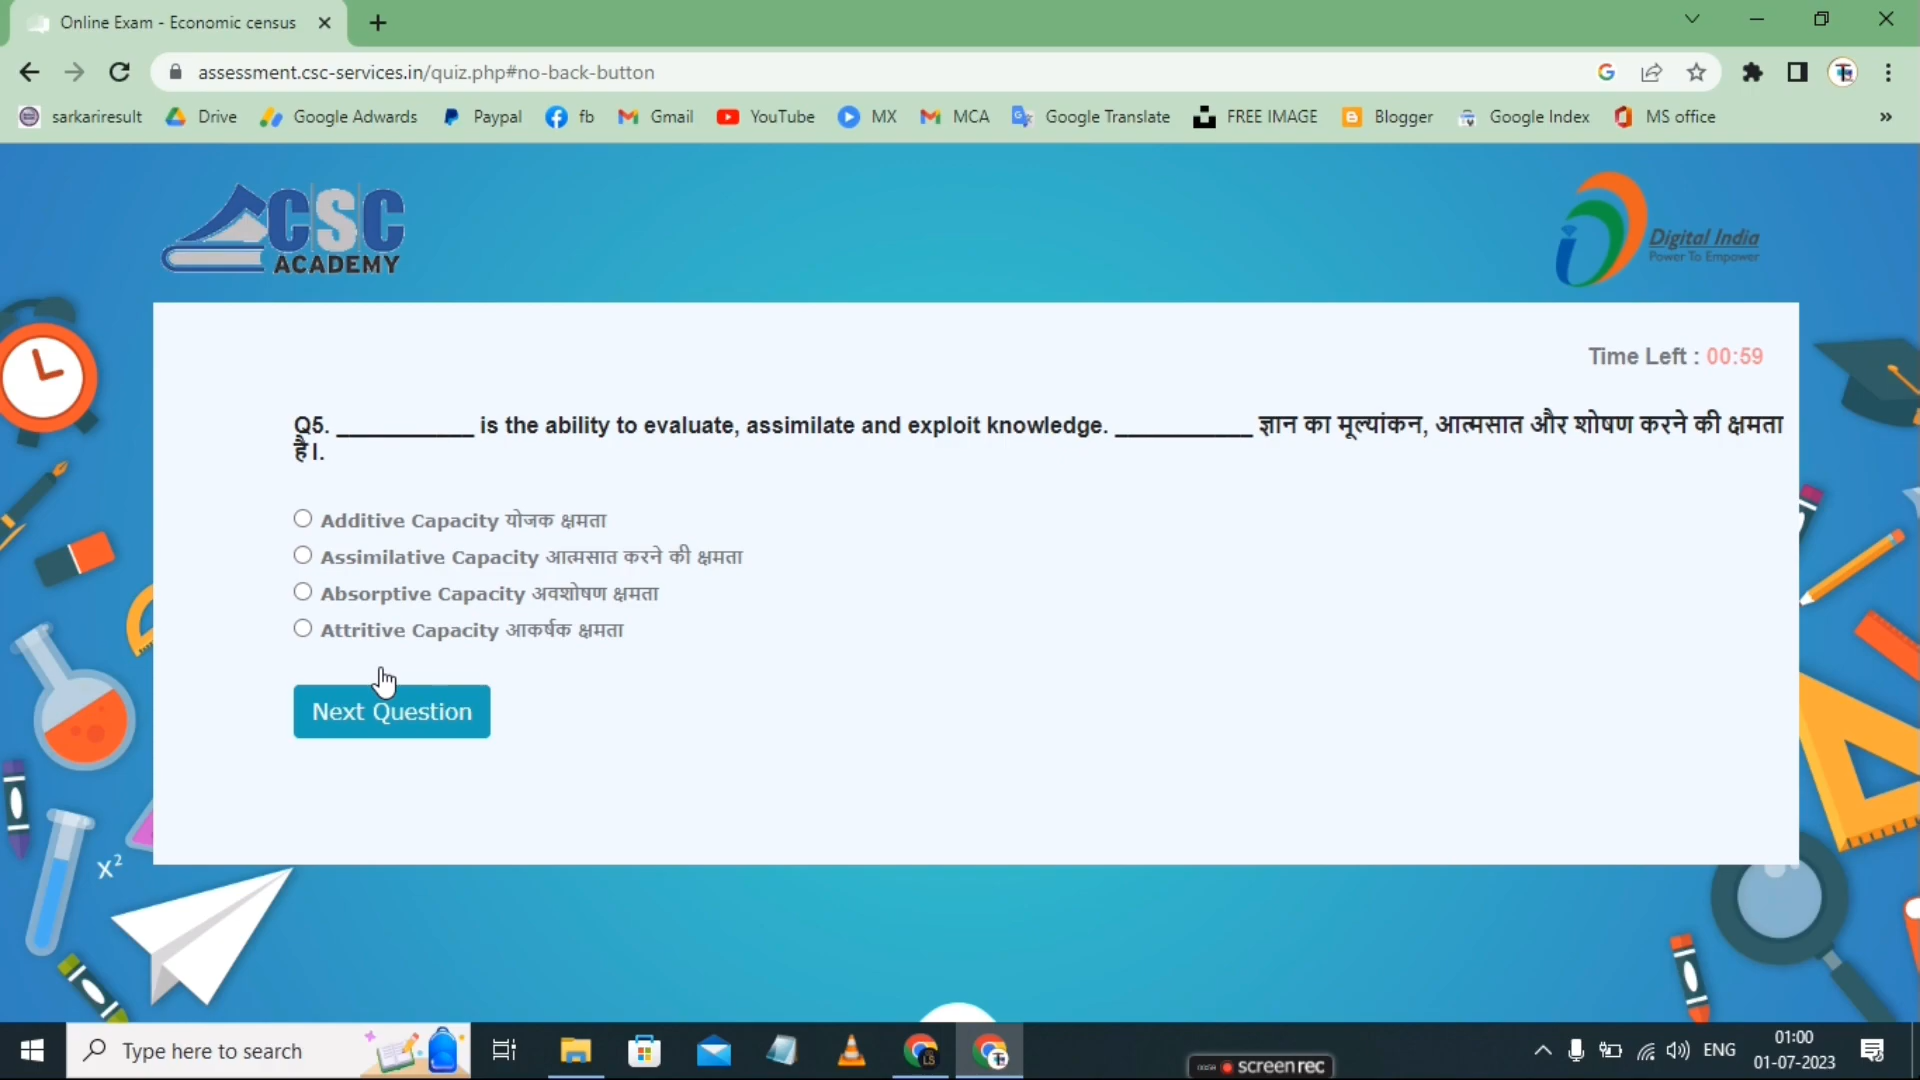 Online Exam - Economic census
assessment.csc-services.in/quiz.php#no-back-button
sarkariresult Drive Google Adwards Paypal fb Gmail YouTube MX MCA Google Translate FREE IMAGE Blogger Google Index MS office »
CSC
ACADEMY
Digital India
Power To Empower
Time Left : 00:59
Q5. ___________ is the ability to evaluate, assimilate and exploit knowledge. ___________ ज्ञान का मूल्यांकन, आत्मसात और शोषण करने की क्षमता
है।.
Additive Capacity योजक क्षमता
Assimilative Capacity आत्मसात करने की क्षमता
Absorptive Capacity अवशोषण क्षमता
Attritive Capacity आकर्षक क्षमता
Next Question
x²
Type here to search
screenrec
ENG
01:00
01-07-2023